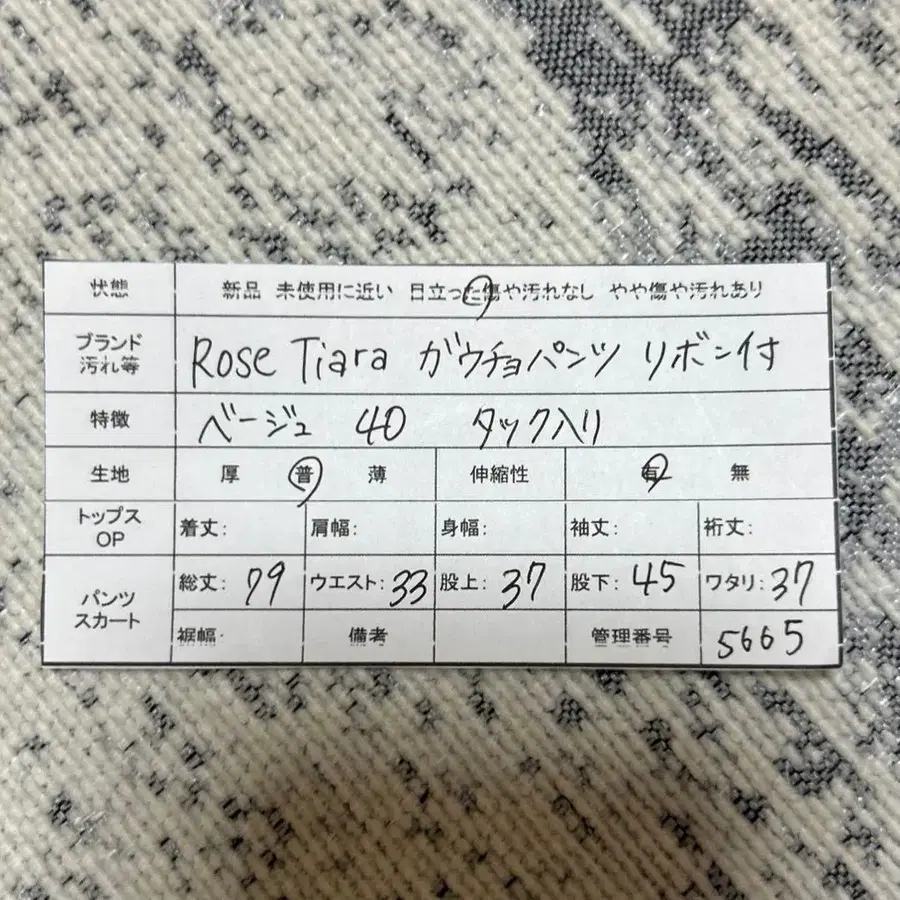 状態 新品 未使用に近い 目立った傷や汚れなし やや傷や汚れあり
ブランド
汚れ等
Rose Tiara ガウチョパンツ リボン付
特徴 ベージュ 40 タック入り
生地 厚 普 薄 伸縮性 有 無
トップス
OP
着丈: 肩幅: 身幅: 袖丈: 裄丈:
パンツ
スカート
総丈: 79 ウエスト: 33 股上: 37 股下: 45 ワタリ: 37
裾幅: 備考 管理番号 5665